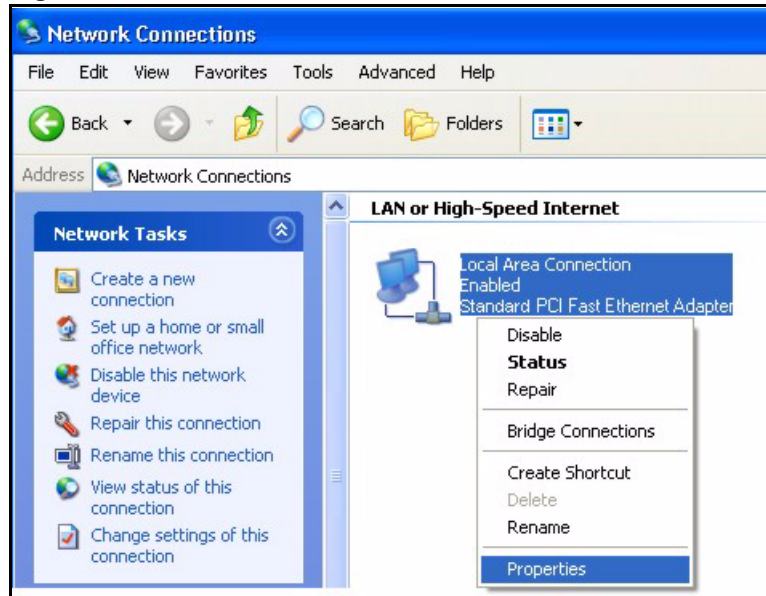 Network Connections
File Edit View Favorites Tools Advanced Help
Back Search Folders
Address Network Connections
Network Tasks
Create a new
connection
Set up a home or small
office network
Disable this network
device
Repair this connection
Rename this connection
View status of this
connection
Change settings of this
connection
LAN or High-Speed Internet
Local Area Connection
Enabled
Standard PCI Fast Ethernet Adapter
Disable
Status
Repair
Bridge Connections
Create Shortcut
Delete
Rename
Properties